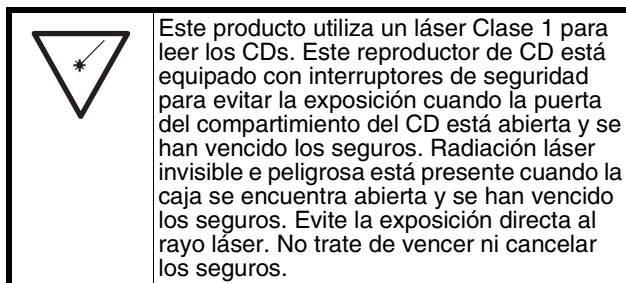 Este producto utiliza un láser Clase 1 para
leer los CDs. Este reproductor de CD está
equipado con interruptores de seguridad
para evitar la exposición cuando la puerta
del compartimiento del CD está abierta y se
han vencido los seguros. Radiación láser
invisible e peligrosa está presente cuando la
caja se encuentra abierta y se han vencido
los seguros. Evite la exposición directa al
rayo láser. No trate de vencer ni cancelar
los seguros.